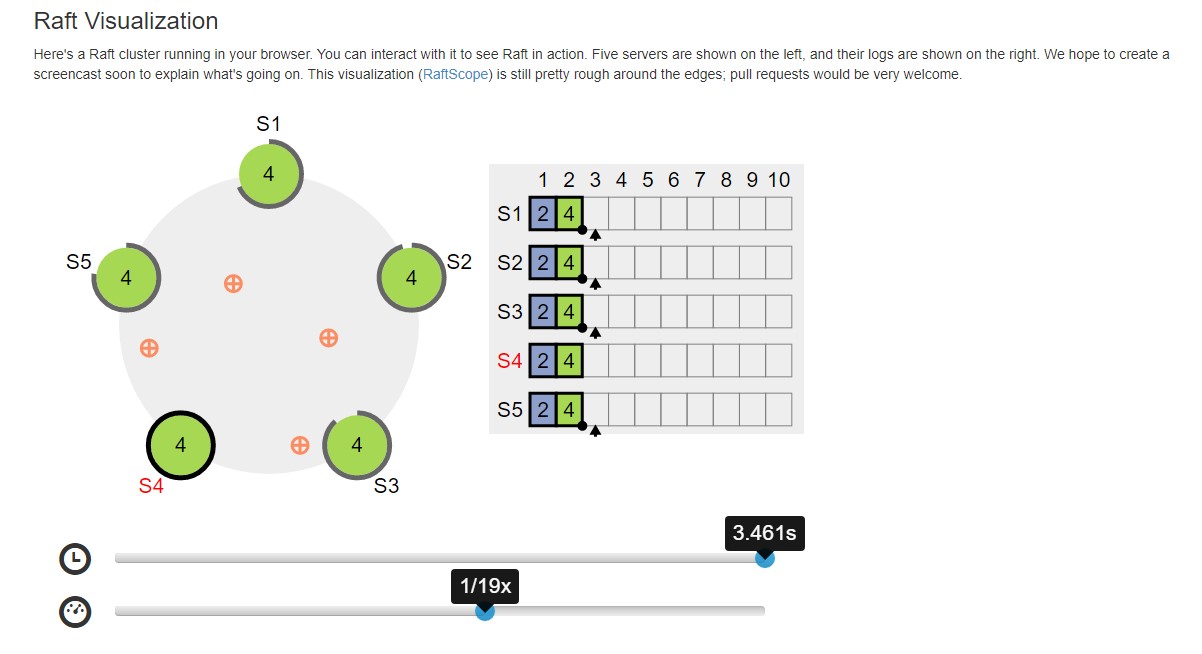 Raft Visualization
Here's a Raft cluster running in your browser. You can interact with it to see Raft in action. Five servers are shown on the left, and their logs are shown on the right. We hope to create a
screencast soon to explain what's going on. This visualization (RaftScope) is still pretty rough around the edges; pull requests would be very welcome.
S1
4
S5
4
4
S2
4
S4
4
S3
1 2 3 4 5 6 7 8 9 10
S1 2 4
S2 2 4
S3 2 4
S4 2 4
S5 2 4
3.461s
1/19x